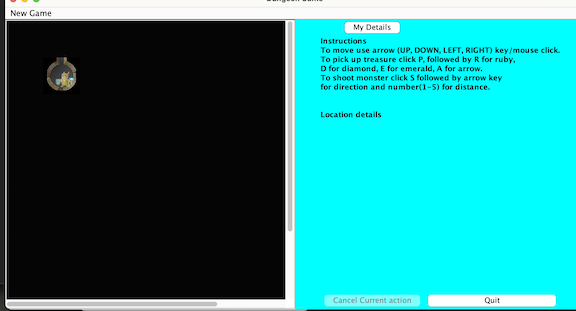 Dungeon Game
New Game
My Details
Instructions
To move use arrow (UP, DOWN, LEFT, RIGHT) key/mouse click.
To pick up treasure click P, followed by R for ruby,
D for diamond, E for emerald, A for arrow.
To shoot monster click S followed by arrow key
for direction and number(1-5) for distance.
Location details
Cancel Current action
Quit